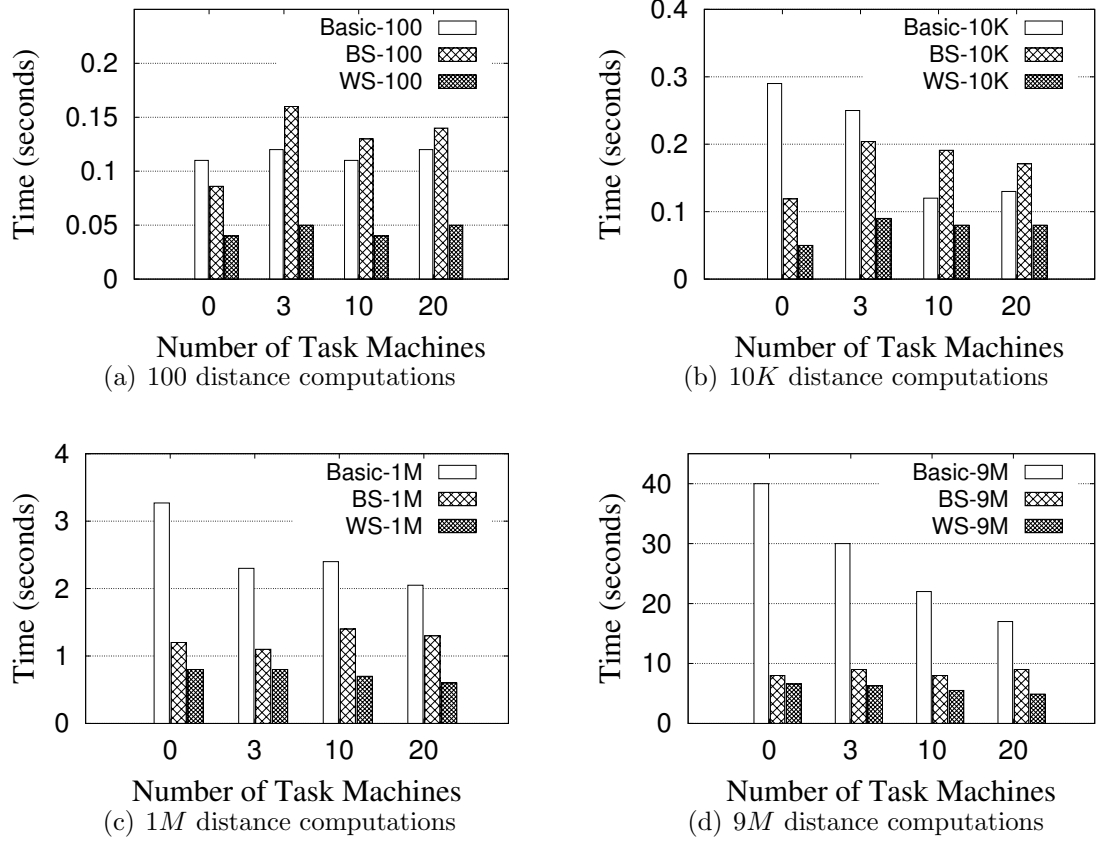 Basic-100
BS-100
WS-100
Time (seconds)
0.2
0.15
0.1
0.05
0
0 3 10 20
Number of Task Machines
(a) 100 distance computations
Basic-10K
BS-10K
WS-10K
Time (seconds)
0.4
0.3
0.2
0.1
0
0 3 10 20
Number of Task Machines
(b) 10K distance computations
Basic-1M
BS-1M
WS-1M
Time (seconds)
4
3
2
1
0
0 3 10 20
Number of Task Machines
(c) 1M distance computations
Basic-9M
BS-9M
WS-9M
Time (seconds)
40
30
20
10
0
0 3 10 20
Number of Task Machines
(d) 9M distance computations